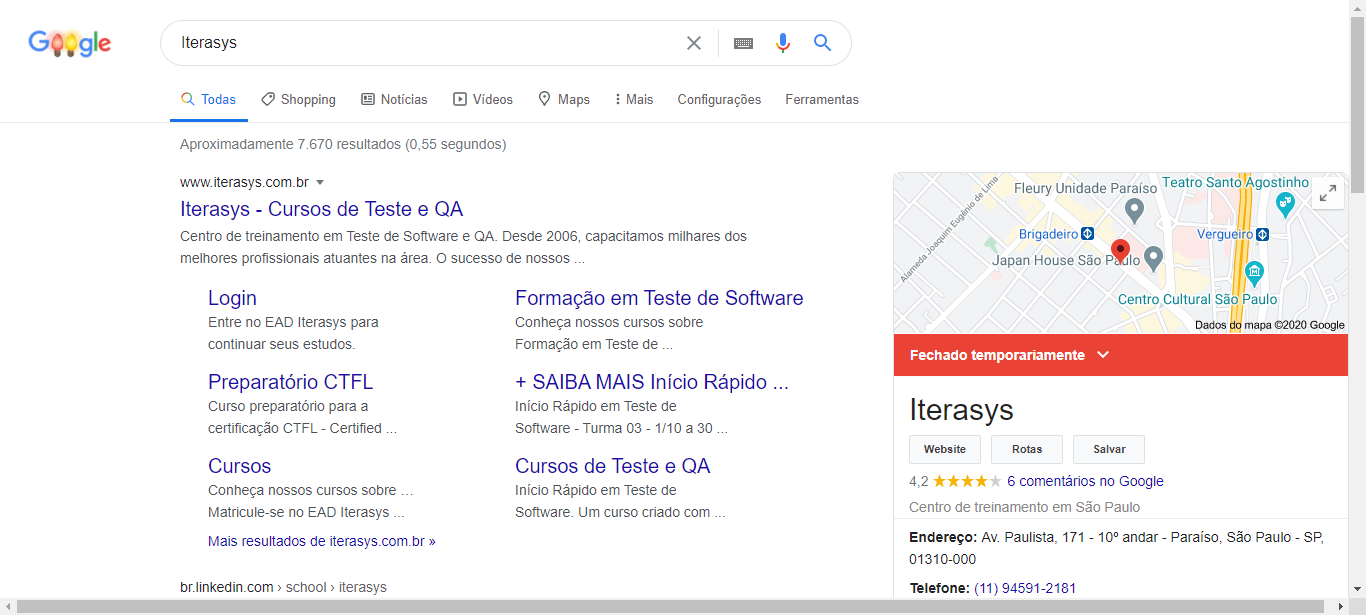 Google
Iterasys
Todas
Shopping
Notícias
Vídeos
Maps
Mais
Configurações
Ferramentas
Aproximadamente 7.670 resultados (0,55 segundos)
www.iterasys.com.br
Iterasys - Cursos de Teste e QA
Centro de treinamento em Teste de Software e QA. Desde 2006, capacitamos milhares dos
melhores profissionais atuantes na área. O sucesso de nossos ...
Login
Entre no EAD Iterasys para
continuar seus estudos.
Formação em Teste de Software
Conheça nossos cursos sobre
Formação em Teste de ...
Preparatório CTFL
Curso preparatório para a
certificação CTFL - Certified ...
+ SAIBA MAIS Início Rápido ...
Início Rápido em Teste de
Software - Turma 03 - 1/10 a 30 ...
Cursos
Conheça nossos cursos sobre ...
Matricule-se no EAD Iterasys ...
Cursos de Teste e QA
Início Rápido em Teste de
Software. Um curso criado com ...
Mais resultados de iterasys.com.br »
br.linkedin.com › school › iterasys
Teatro Santo Agostinho
Fleury Unidade Paraíso
Alameda Joaquim Eugênio de Lima
Brigadeiro
Vergueiro
Japan House São Paulo
Centro Cultural São Paulo
Dados do mapa ©2020 Google
Fechado temporariamente
Iterasys
Website
Rotas
Salvar
4,2 6 comentários no Google
Centro de treinamento em São Paulo
Endereço: Av. Paulista, 171 - 10º andar - Paraíso, São Paulo - SP,
01310-000
Telefone: (11) 94591-2181